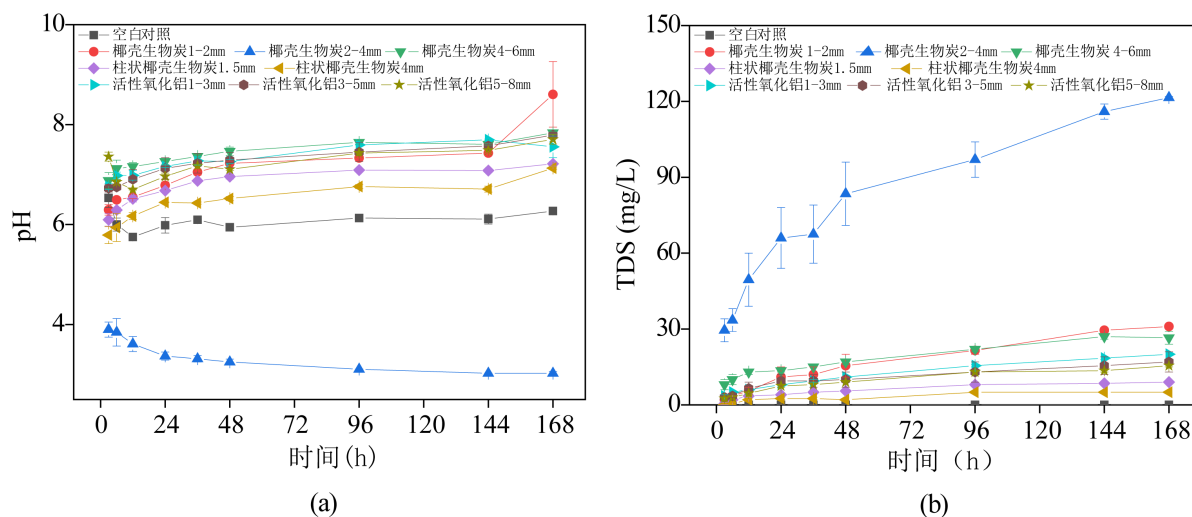 10
8
6
4
pH
空白对照
椰壳生物炭1-2mm 椰壳生物炭2-4mm 椰壳生物炭4-6mm
柱状椰壳生物炭1.5mm 柱状椰壳生物炭4mm
活性氧化铝1-3mm 活性氧化铝3-5mm 活性氧化铝5-8mm
0 24 48 72 96 120 144 168
时间(h)
(a)
150
120
90
60
30
0
TDS (mg/L)
空白对照
椰壳生物炭1-2mm 椰壳生物炭2-4mm 椰壳生物炭4-6mm
柱状椰壳生物炭1.5mm 柱状椰壳生物炭4mm
活性氧化铝1-3mm 活性氧化铝3-5mm 活性氧化铝5-8mm
0 24 48 72 96 120 144 168
时间（h）
(b)